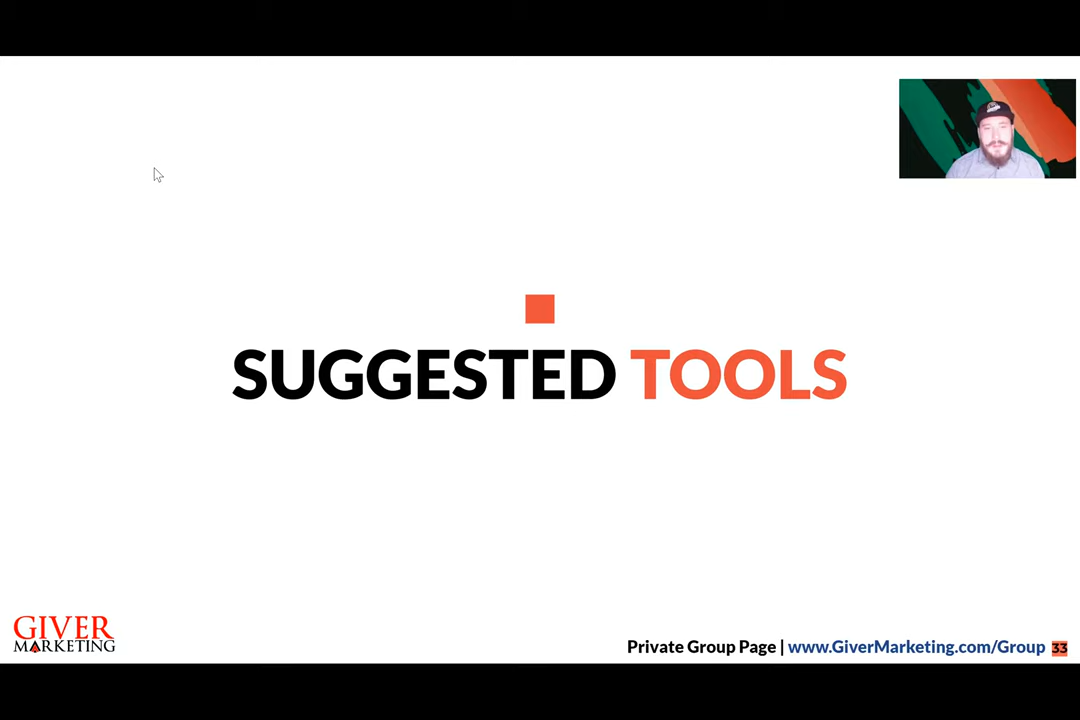 SUGGESTED TOOLS
GIVER
MARKETING
Private Group Page | www.GiverMarketing.com/Group 33